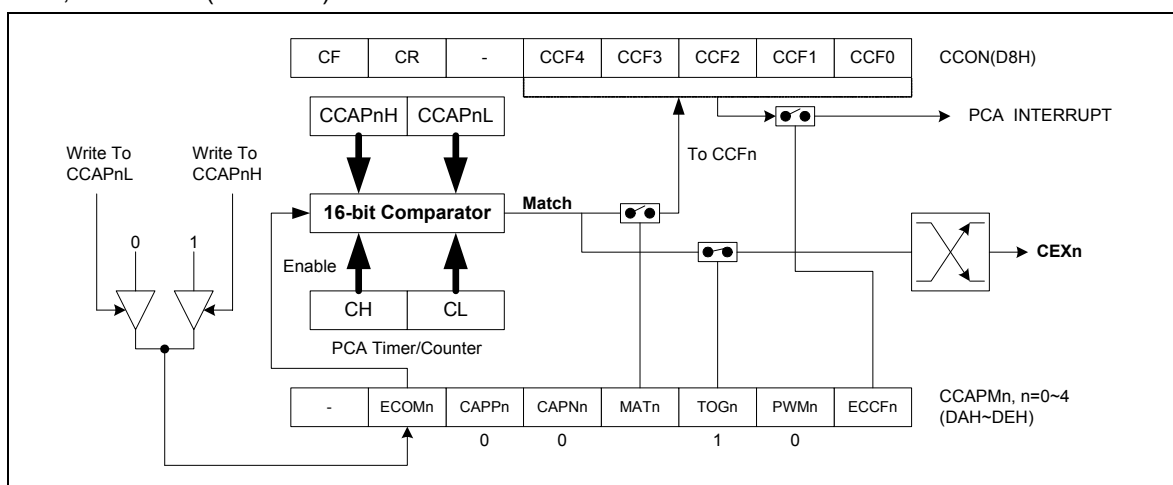 CF CR - CCF4 CCF3 CCF2 CCF1 CCF0 CCON(D8H)
CCAPnH CCAPnL
PCA INTERRUPT
To CCFn
Write To
CCAPnL
Write To
CCAPnH
16-bit Comparator
Match
0 1
Enable
CEXn
CH CL
PCA Timer/Counter
- ECOMn CAPPn CAPNn MATn TOGn PWMn ECCFn
CCAPMn, n=0~4
(DAH~DEH)
0 0 1 0